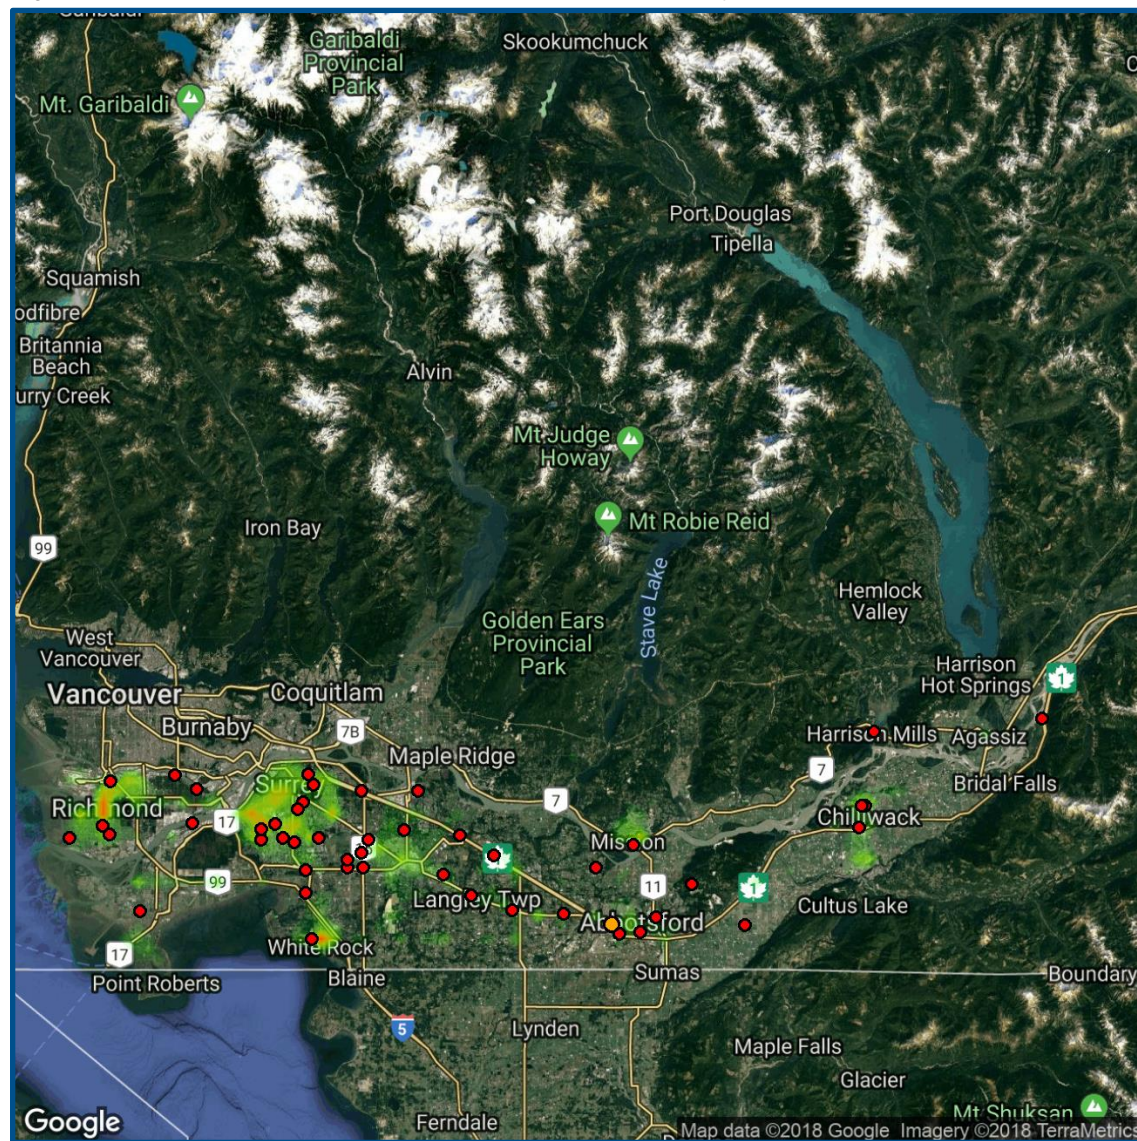 Garibaldi
Provincial
Park
Skookumchuck
Mt. Garibaldi
Port Douglas
Tipella
Squamish
odfibre
Britannia
Beach
urry Creek
Alvin
Mt Judge
Howay
Iron Bay
Mt Robie Reid
99
Stave Lake
Hemlock
Valley
Golden Ears
Provincial
Park
West
Vancouver
Harrison
Hot Springs
1
Vancouver
Coquitlam
Burnaby
7B
Harrison Mills
Agassiz
Maple Ridge
7
Bridal Falls
Surre
7
Richmond
17
Chilliwack
Mission
1
99
11
1
Langley Twp
Cultus Lake
Abbotsford
17
White Rock
Point Roberts
Blaine
Sumas
Boundary
5
Lynden
Maple Falls
Glacier
Ferndale
Mt Shuksan
Google
Map data ©2018 Google Imagery ©2018 TerraMetrics